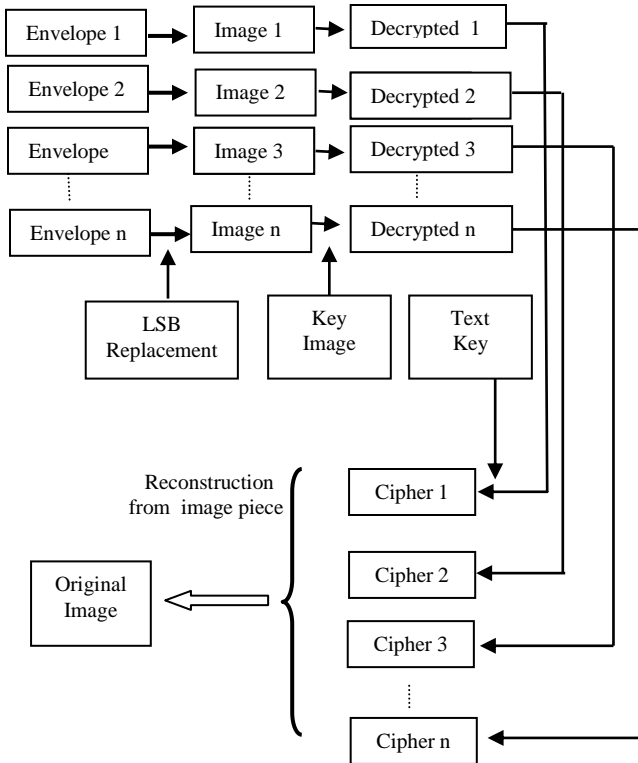 Envelope 1 Image 1 Decrypted 1
Envelope 2 Image 2 Decrypted 2
Envelope Image 3 Decrypted 3
Envelope n Image n Decrypted n
LSB
Replacement
Key
Image
Text
Key
Reconstruction
from image piece
Cipher 1
Cipher 2
Original
Image
Cipher 3
Cipher n